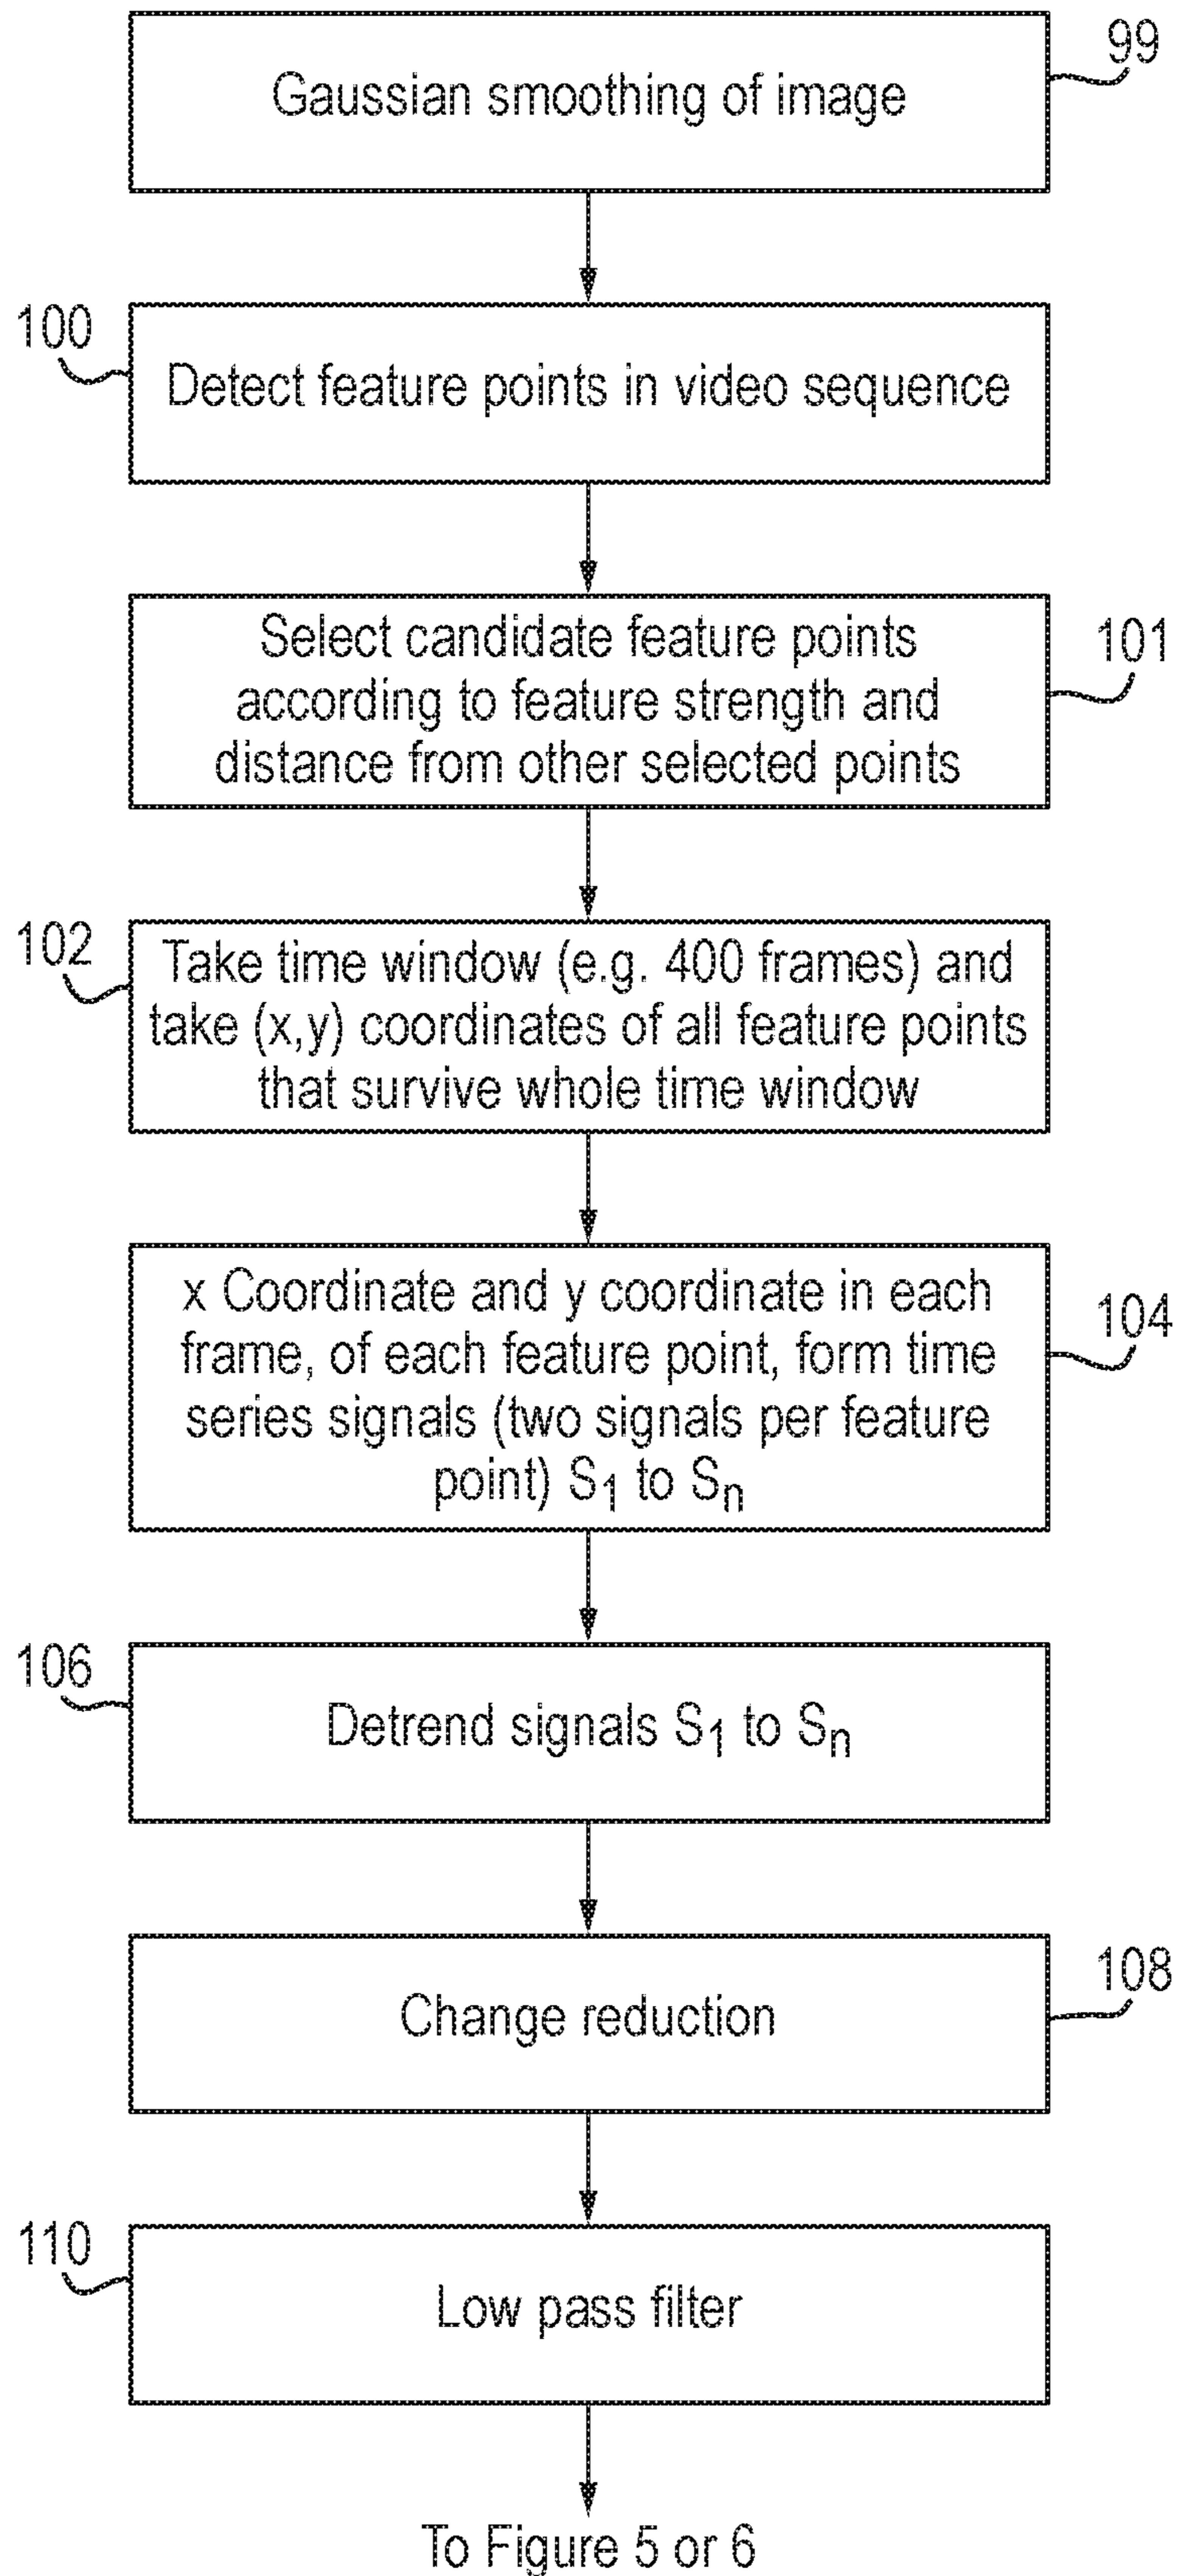 99
Gaussian smoothing of image
100
Detect feature points in video sequence
101
Select candidate feature points
according to feature strength and
distance from other selected points
102
Take time window (e.g. 400 frames) and
take (x,y) coordinates of all feature points
that survive whole time window
104
x Coordinate and y coordinate in each
frame, of each feature point, form time
series signals (two signals per feature
point) S₁ to Sₙ
106
Detrend signals S₁ to Sₙ
108
Change reduction
110
Low pass filter
To Figure 5 or 6